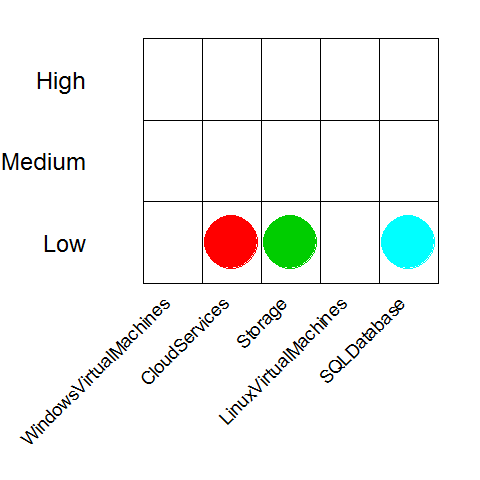 High
Medium
Low
WindowsVirtualMachines
CloudServices
Storage
LinuxVirtualMachines
SQLDatabase